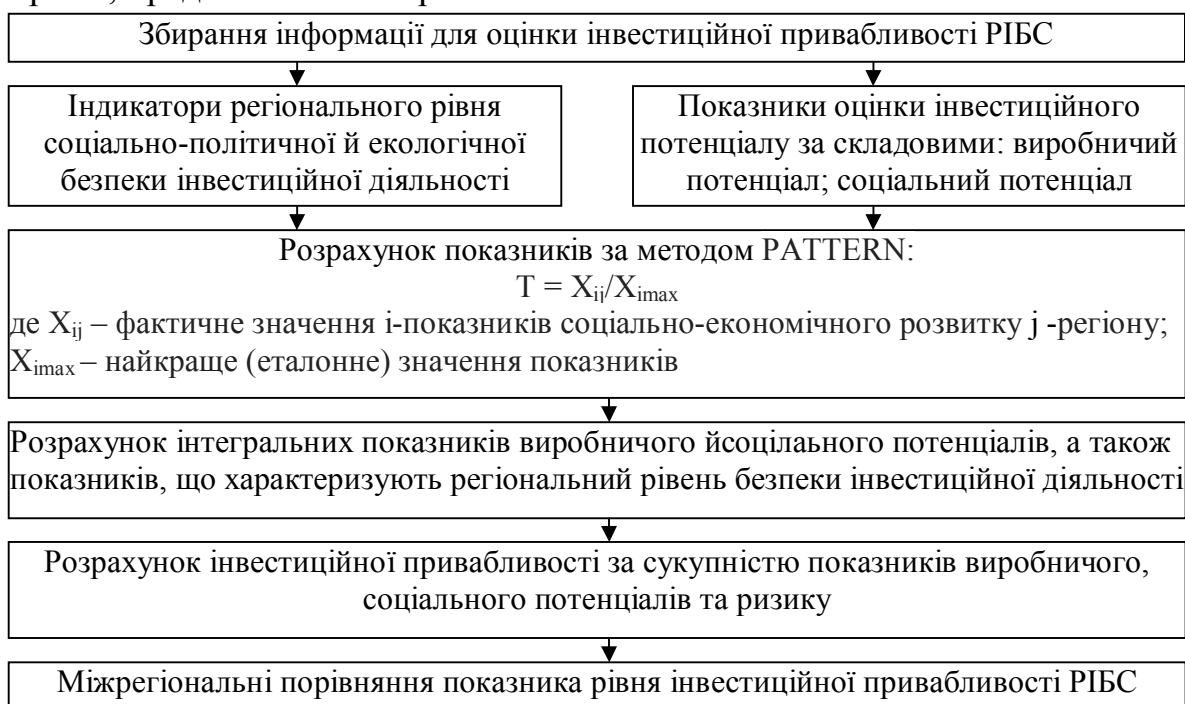 Збирання інформації для оцінки інвестиційної привабливості РІБС
Індикатори регіонального рівня
соціально-політичної й екологічної
безпеки інвестиційної діяльності
Показники оцінки інвестиційного
потенціалу за складовими: виробничий
потенціал; соціальний потенціал
Розрахунок показників за методом PATTERN:
T = Xij/Ximax
де Xij – фактичне значення і-показників соціально-економічного розвитку j -регіону;
Ximax – найкраще (еталонне) значення показників
Розрахунок інтегральних показників виробничого йсоцілаьного потенціалів, а також
показників, що характеризують регіональний рівень безпеки інвестиційної діяльності
Розрахунок інвестиційної привабливості за сукупністю показників виробничого,
соціального потенціалів та ризику
Міжрегіональні порівняння показника рівня інвестиційної привабливості РІБС